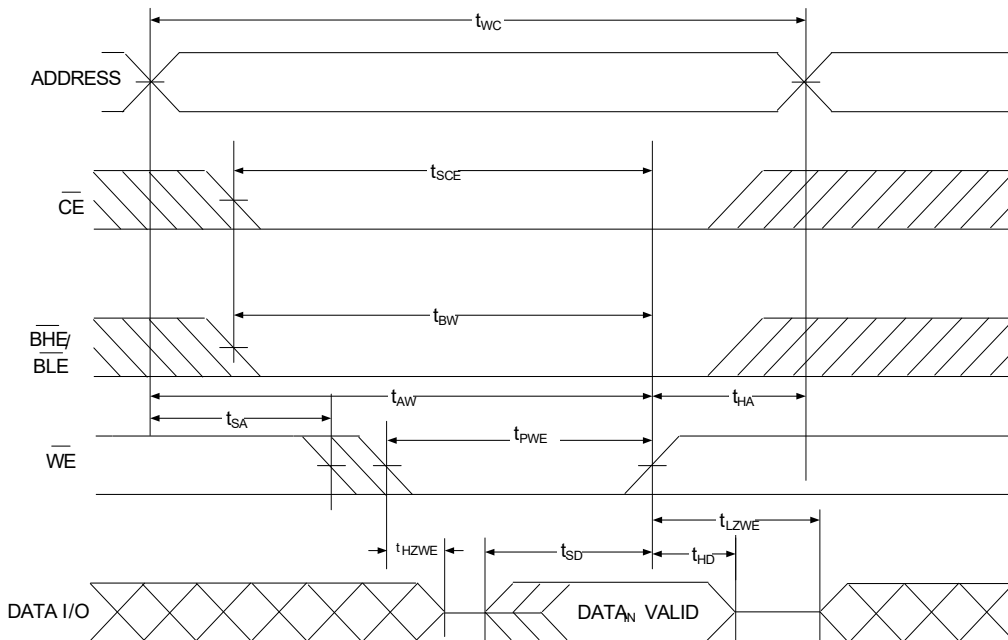 tWC
ADDRESS
tSCE
CE
tBW
BHE/
BLE
tAW
tHA
tSA
tPWE
WE
tLZWE
tHZWE
tSD
tHD
DATA I/O
DATAIN VALID